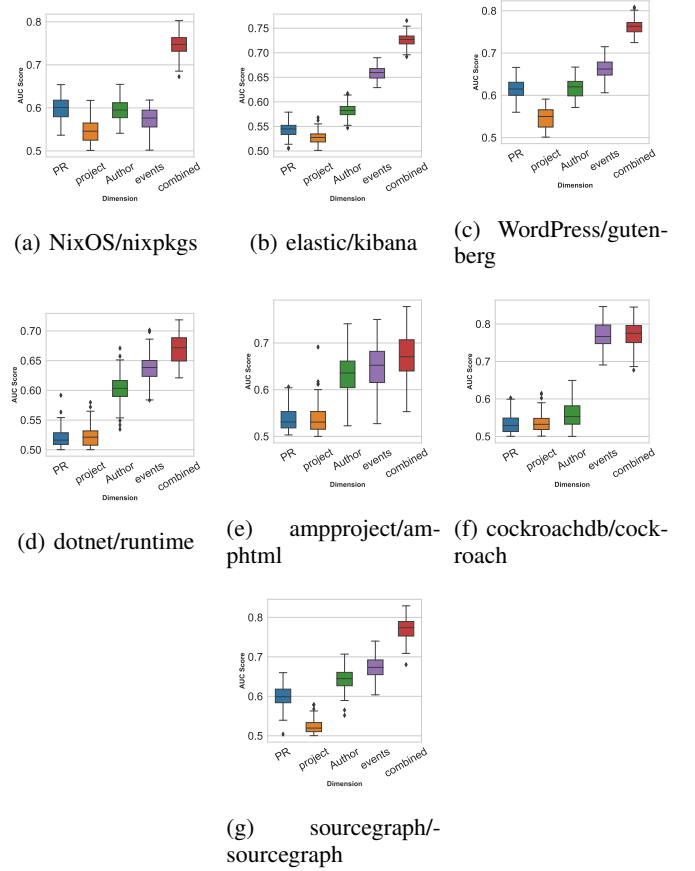 AUC Score
0.8
0.7
0.6
0.5
PR
project
Author
events
combined
Dimension
(a) NixOS/nixpkgs
AUC Score
0.75
0.70
0.65
0.60
0.55
0.50
PR
project
Author
events
combined
Dimension
(b) elastic/kibana
AUC Score
0.8
0.7
0.6
0.5
PR
project
Author
events
combined
Dimension
(c) WordPress/guten-
berg
AUC Score
0.70
0.65
0.60
0.55
0.50
PR
project
Author
events
combined
Dimension
(d) dotnet/runtime
AUC Score
0.7
0.6
0.5
PR
project
Author
events
combined
Dimension
(e) ampproject/am-
phtml
AUC Score
0.8
0.7
0.6
0.5
PR
project
Author
events
combined
Dimension
(f) cockroachdb/cock-
roach
AUC Score
0.8
0.7
0.6
0.5
PR
project
Author
events
combined
Dimension
(g) sourcegraph/-
sourcegraph